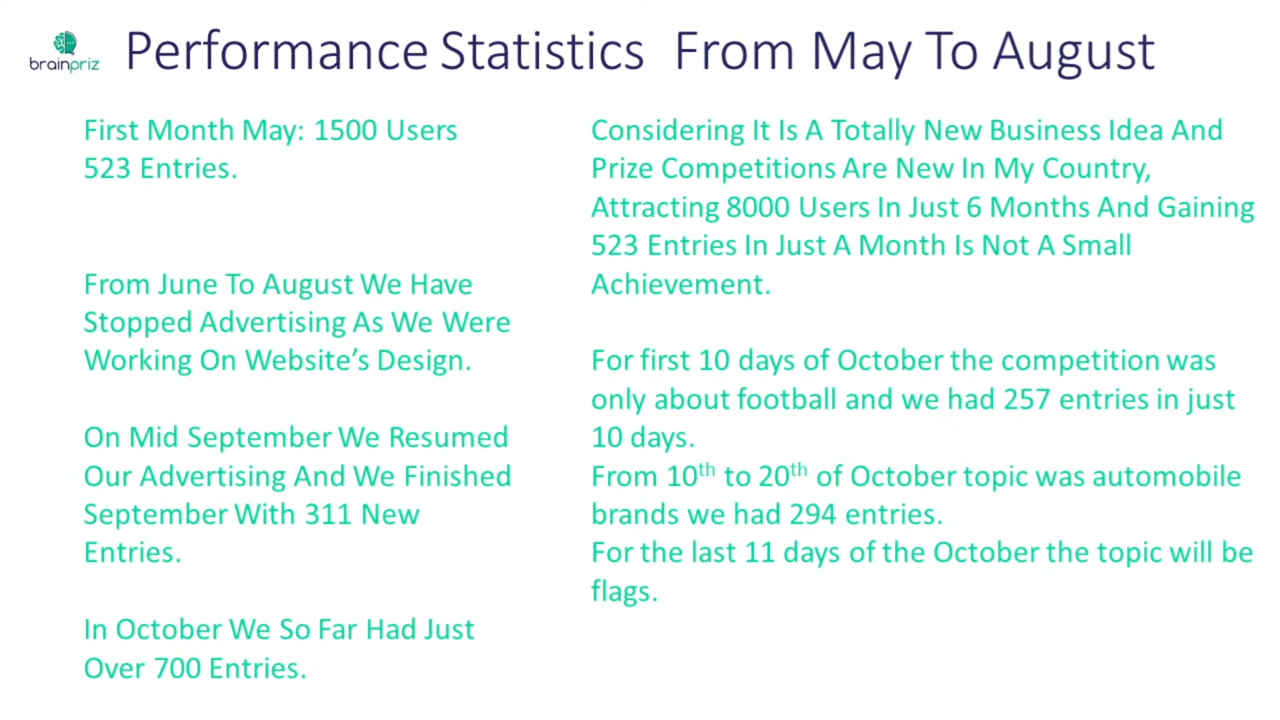 brainpriz
Performance Statistics From May To August
First Month May: 1500 Users
523 Entries.
From June To August We Have
Stopped Advertising As We Were
Working On Website’s Design.
On Mid September We Resumed
Our Advertising And We Finished
September With 311 New
Entries.
In October We So Far Had Just
Over 700 Entries.
Considering It Is A Totally New Business Idea And
Prize Competitions Are New In My Country,
Attracting 8000 Users In Just 6 Months And Gaining
523 Entries In Just A Month Is Not A Small
Achievement.
For first 10 days of October the competition was
only about football and we had 257 entries in just
10 days.
From 10th to 20th of October topic was automobile
brands we had 294 entries.
For the last 11 days of the October the topic will be
flags.